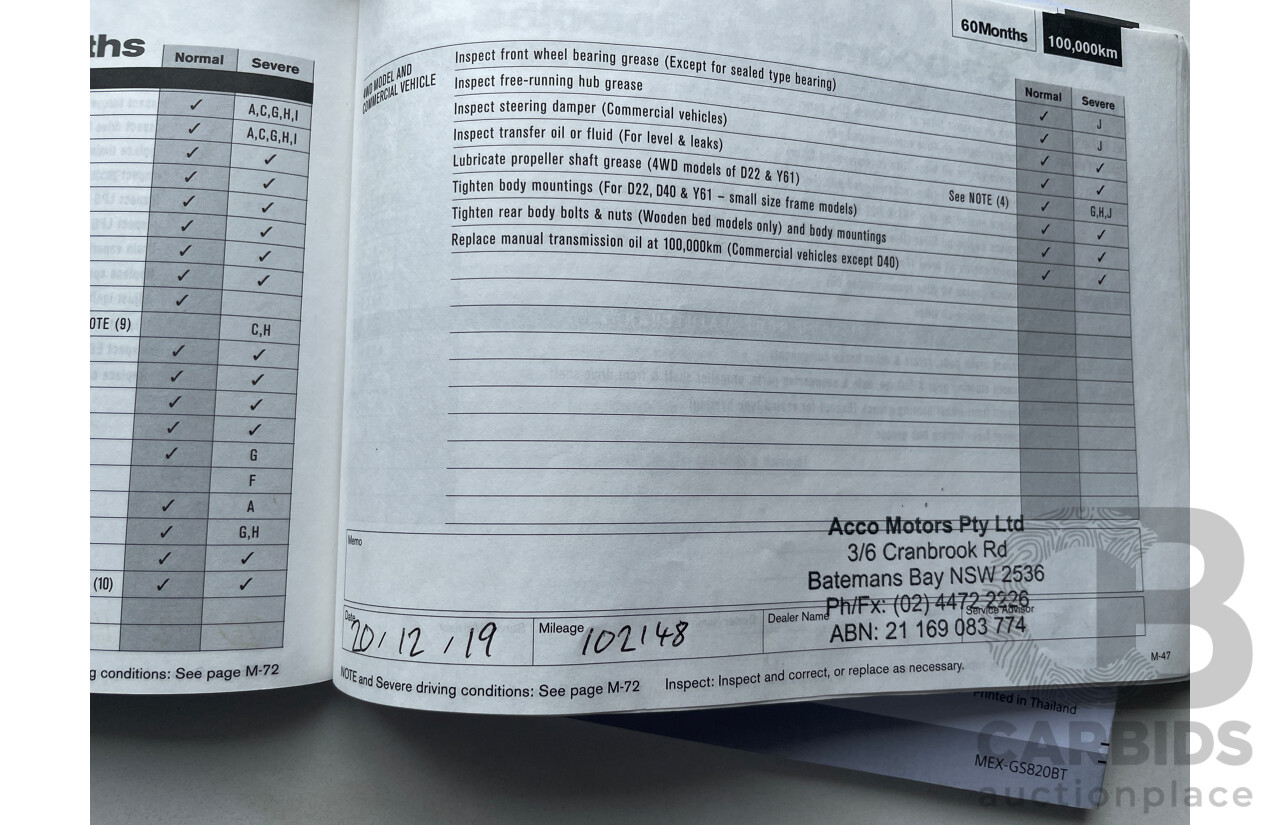 ths
Normal
Severe
✓ A,C,G,H,I
✓ A,C,G,H,I
✓ ✓
✓ ✓
✓ ✓
✓ ✓
✓ ✓
✓ ✓
✓
OTE (9) C,H
✓ ✓
✓ ✓
✓ ✓
✓ ✓
✓ G
F
✓ A
✓ G,H
✓ ✓
(10) ✓ ✓
g conditions: See page M-72
60Months
100,000km
Normal
Severe
4WD MODEL AND
COMMERCIAL VEHICLE
Inspect front wheel bearing grease (Except for sealed type bearing) ✓ J
Inspect free-running hub grease ✓ J
Inspect steering damper (Commercial vehicles) ✓ ✓
Inspect transfer oil or fluid (For level & leaks) ✓ ✓
Lubricate propeller shaft grease (4WD models of D22 & Y61) See NOTE (4) ✓ G,H,J
Tighten body mountings (For D22, D40 & Y61 – small size frame models) ✓ ✓
Tighten rear body bolts & nuts (Wooden bed models only) and body mountings ✓ ✓
Replace manual transmission oil at 100,000km (Commercial vehicles except D40) ✓ ✓
Memo
Acco Motors Pty Ltd
3/6 Cranbrook Rd
Batemans Bay NSW 2536
Ph/Fx: (02) 4472 2226
ABN: 21 169 083 774
Date 20/12/19
Mileage 102148
Dealer Name
Service Advisor
NOTE and Severe driving conditions: See page M-72
Inspect: Inspect and correct, or replace as necessary.
M-47
Printed in Thailand
MEX-GS820BT
CARBIDS
auctionplace